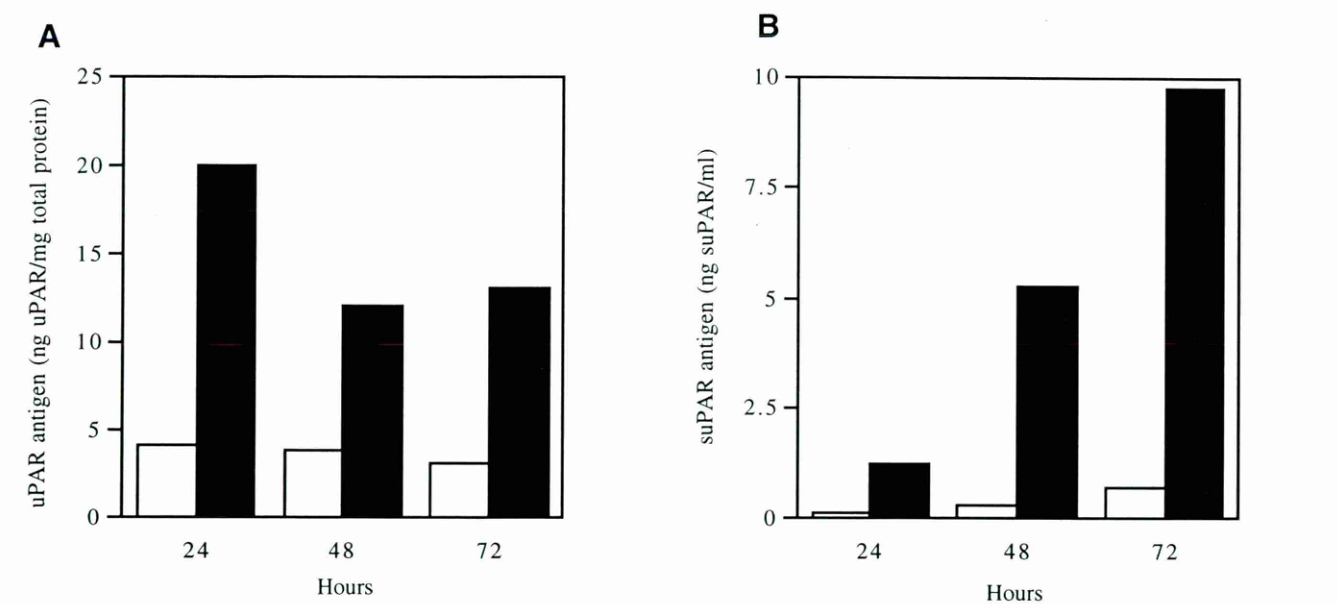 A
25
20
15
10
5
0
uPAR antigen (ng uPAR/mg total protein)
24 48 72
Hours
B
10
7.5
5
2.5
0
suPAR antigen (ng suPAR/ml)
24 48 72
Hours